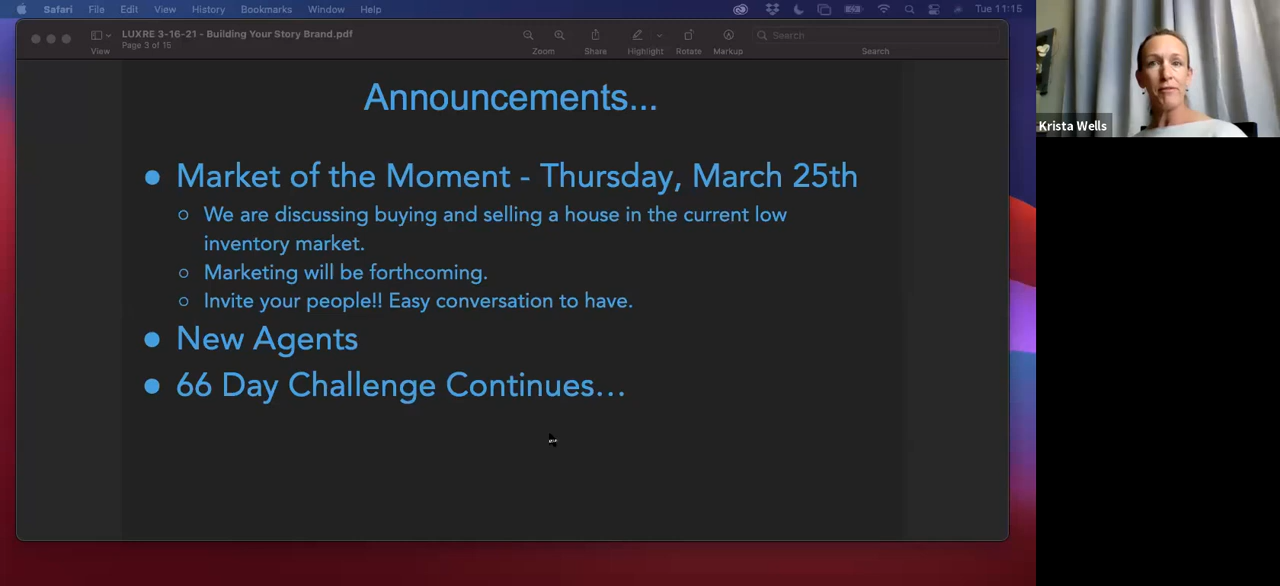 Safari File Edit View History Bookmarks Window Help Tue 11:15
LUXRE 3-16-21 - Building Your Story Brand.pdf
Page 3 of 15
Search
View Zoom Share Highlight Rotate Markup Search
Krista Wells
Announcements...
● Market of the Moment - Thursday, March 25th
○ We are discussing buying and selling a house in the current low
inventory market.
○ Marketing will be forthcoming.
○ Invite your people!! Easy conversation to have.
● New Agents
● 66 Day Challenge Continues...